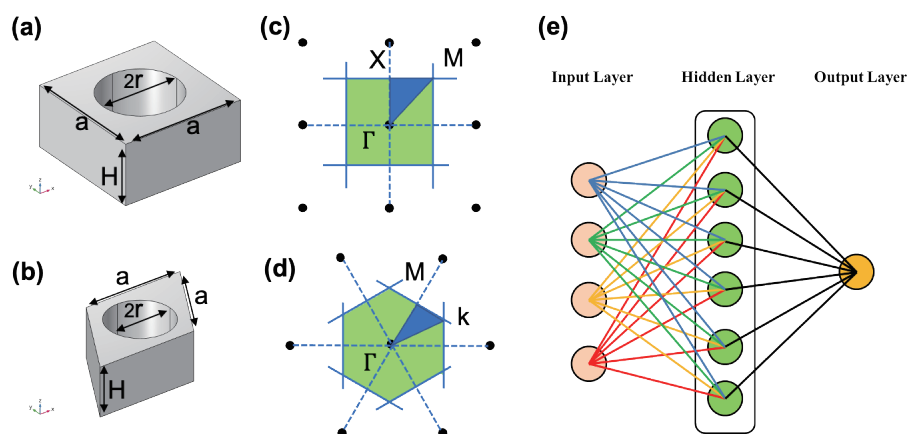 (a)
2r
a
a
H
y z x
(b)
a
a
2r
H
y z x
(c)
X
M
Γ
(d)
M
k
Γ
(e)
Input Layer Hidden Layer Output Layer